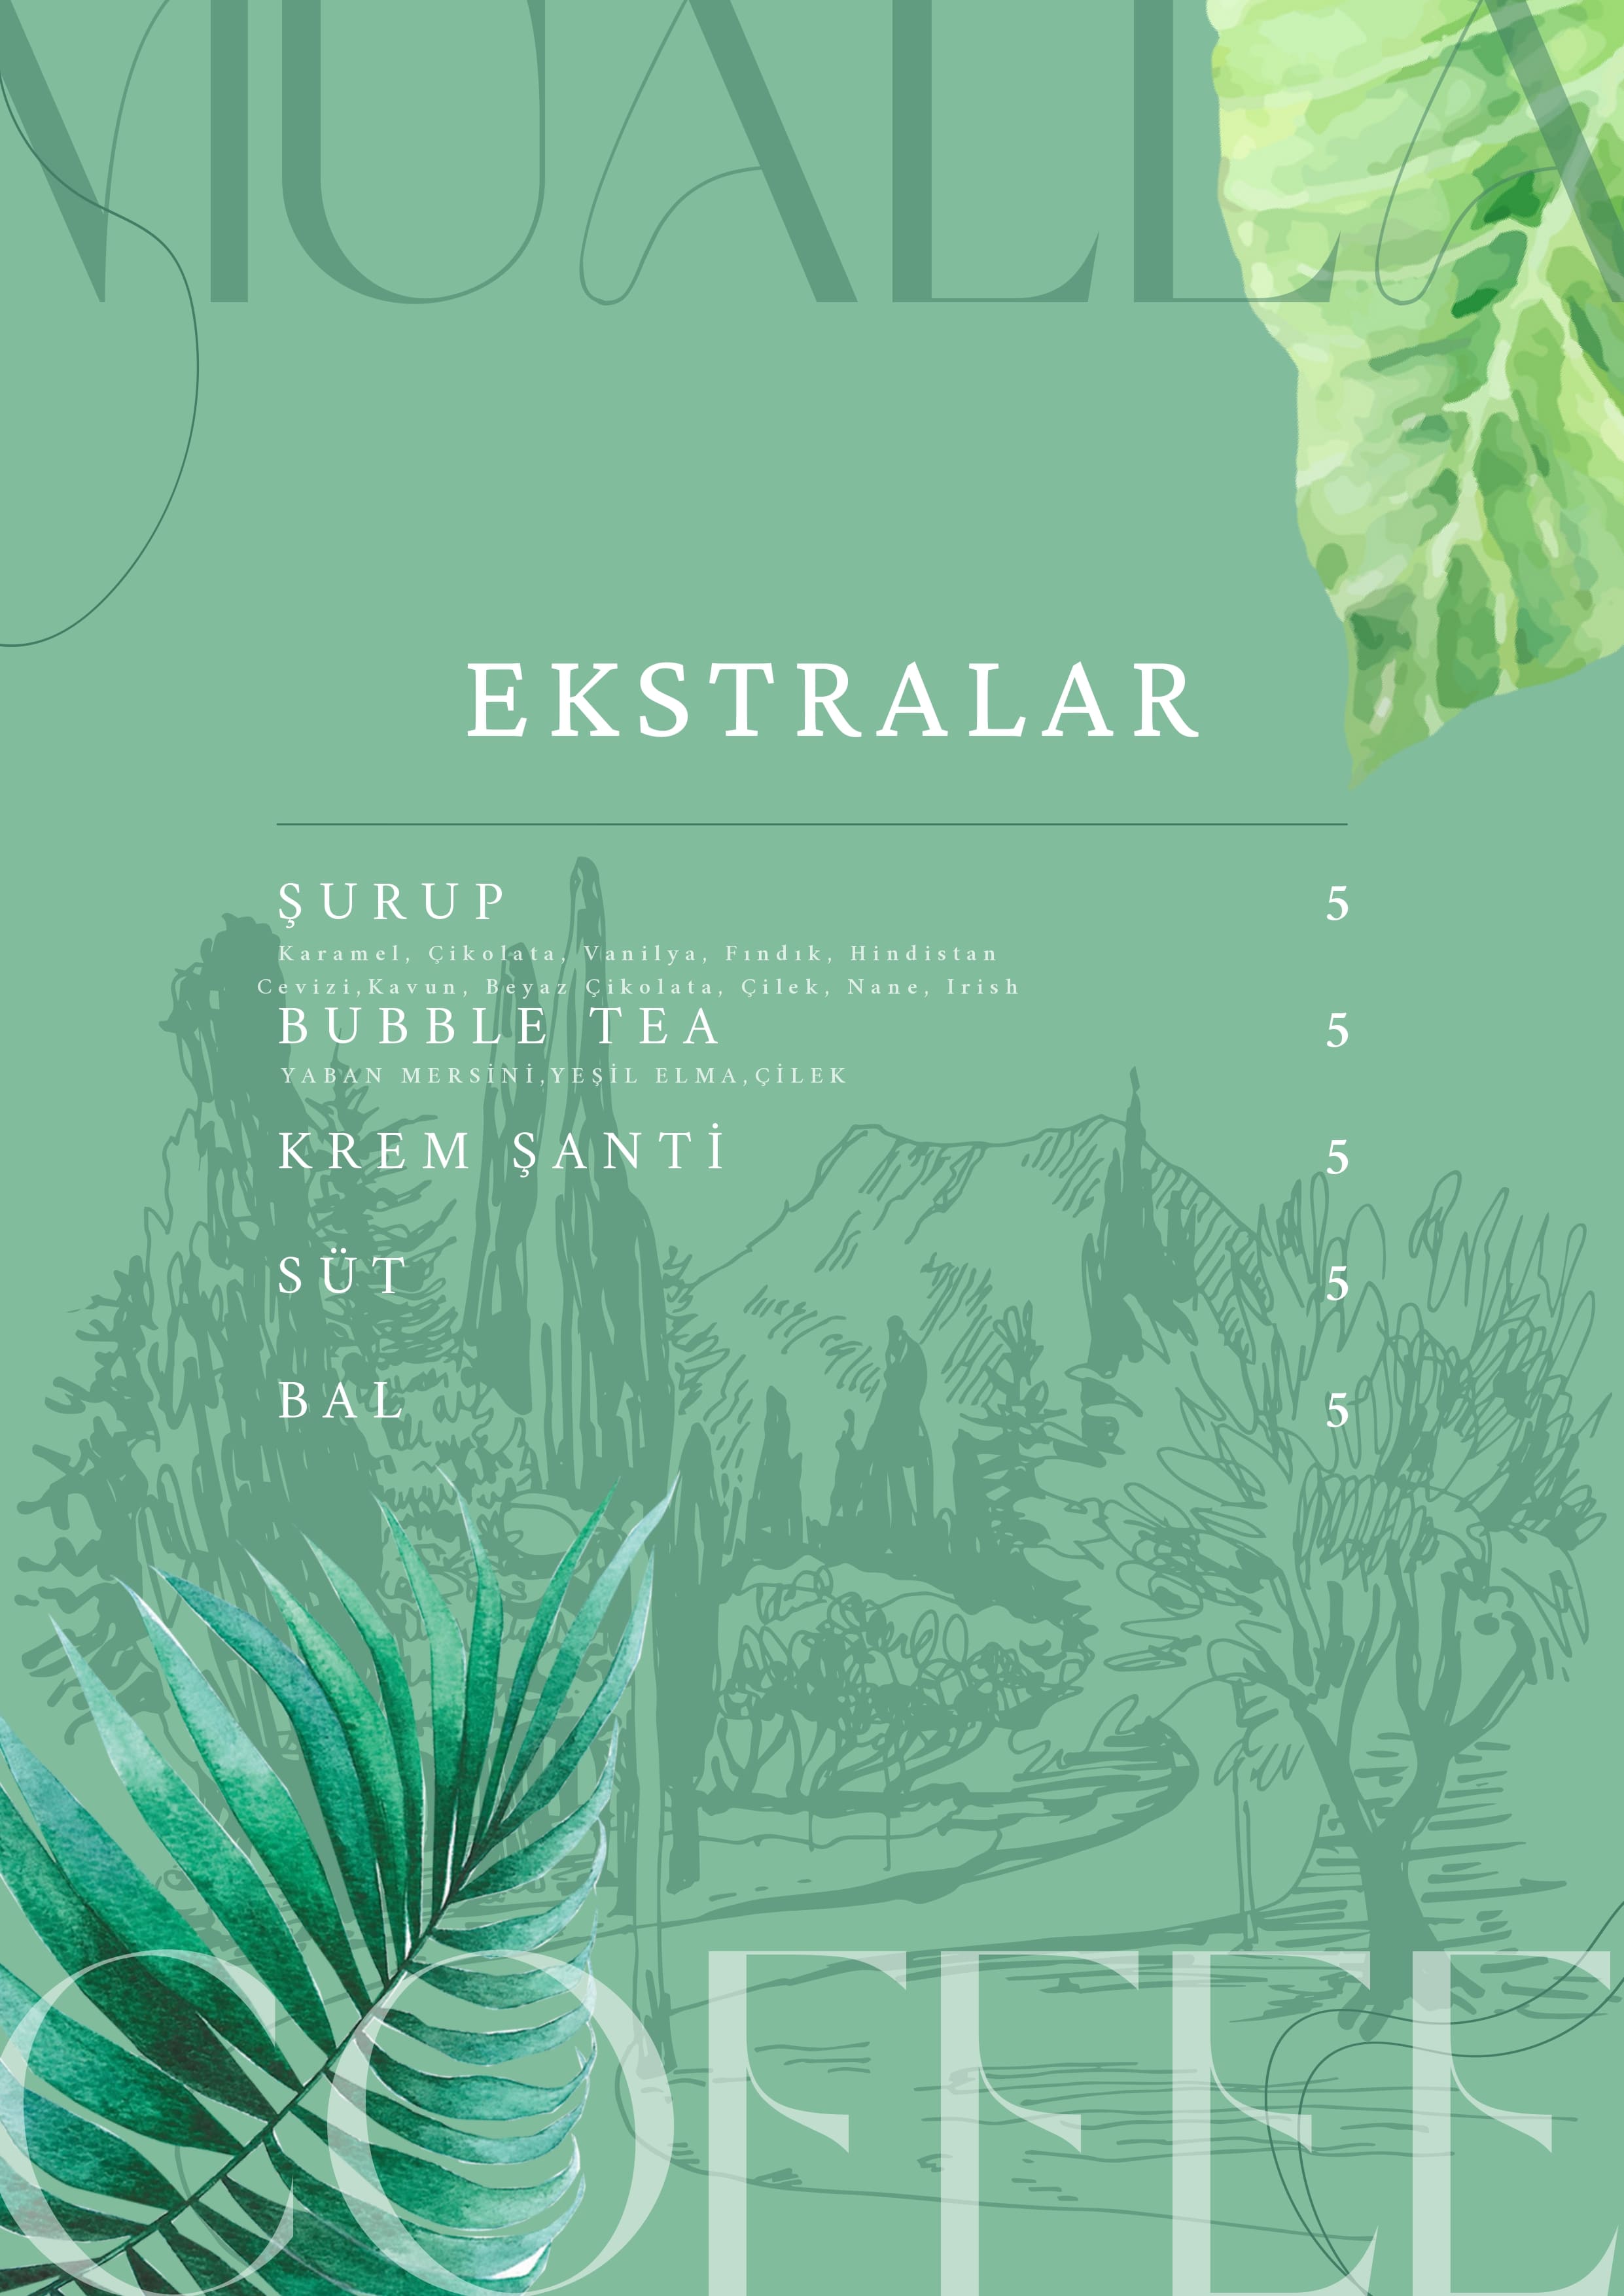 MUALLA
EKSTRALAR
ŞURUP 5
Karamel, Çikolata, Vanilya, Fındık, Hindistan
Cevizi,Kavun, Beyaz Çikolata, Çilek, Nane, Irish
BUBBLE TEA 5
YABAN MERSİNİ,YEŞİL ELMA,ÇİLEK
KREM ŞANTİ 5
SÜT 5
BAL 5
COFFEE